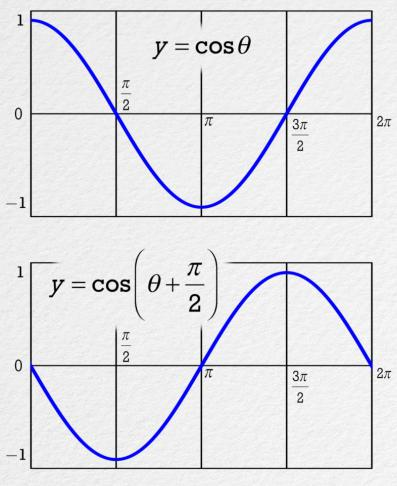 1
y = cos θ
π/2
0
π
3π/2
2π
−1
y = cos(θ + π/2)
1
π/2
0
π
3π/2
2π
−1